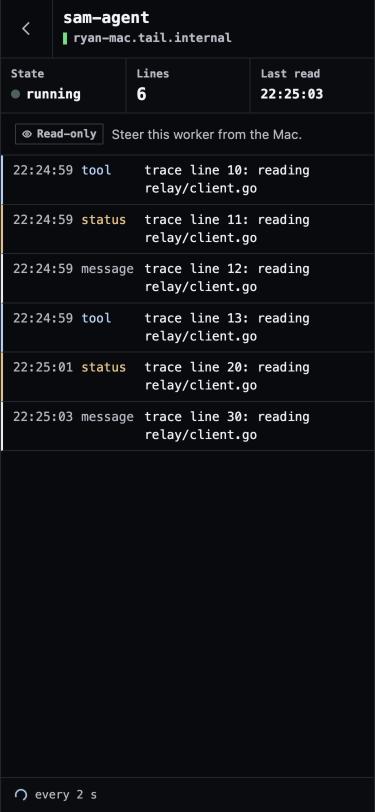 sam-agent
ryan-mac.tail.internal
State Lines Last read
running 6 22:25:03
Read-only Steer this worker from the Mac.
22:24:59 tool trace line 10: reading
relay/client.go
22:24:59 status trace line 11: reading
relay/client.go
22:24:59 message trace line 12: reading
relay/client.go
22:24:59 tool trace line 13: reading
relay/client.go
22:25:01 status trace line 20: reading
relay/client.go
22:25:03 message trace line 30: reading
relay/client.go
every 2 s